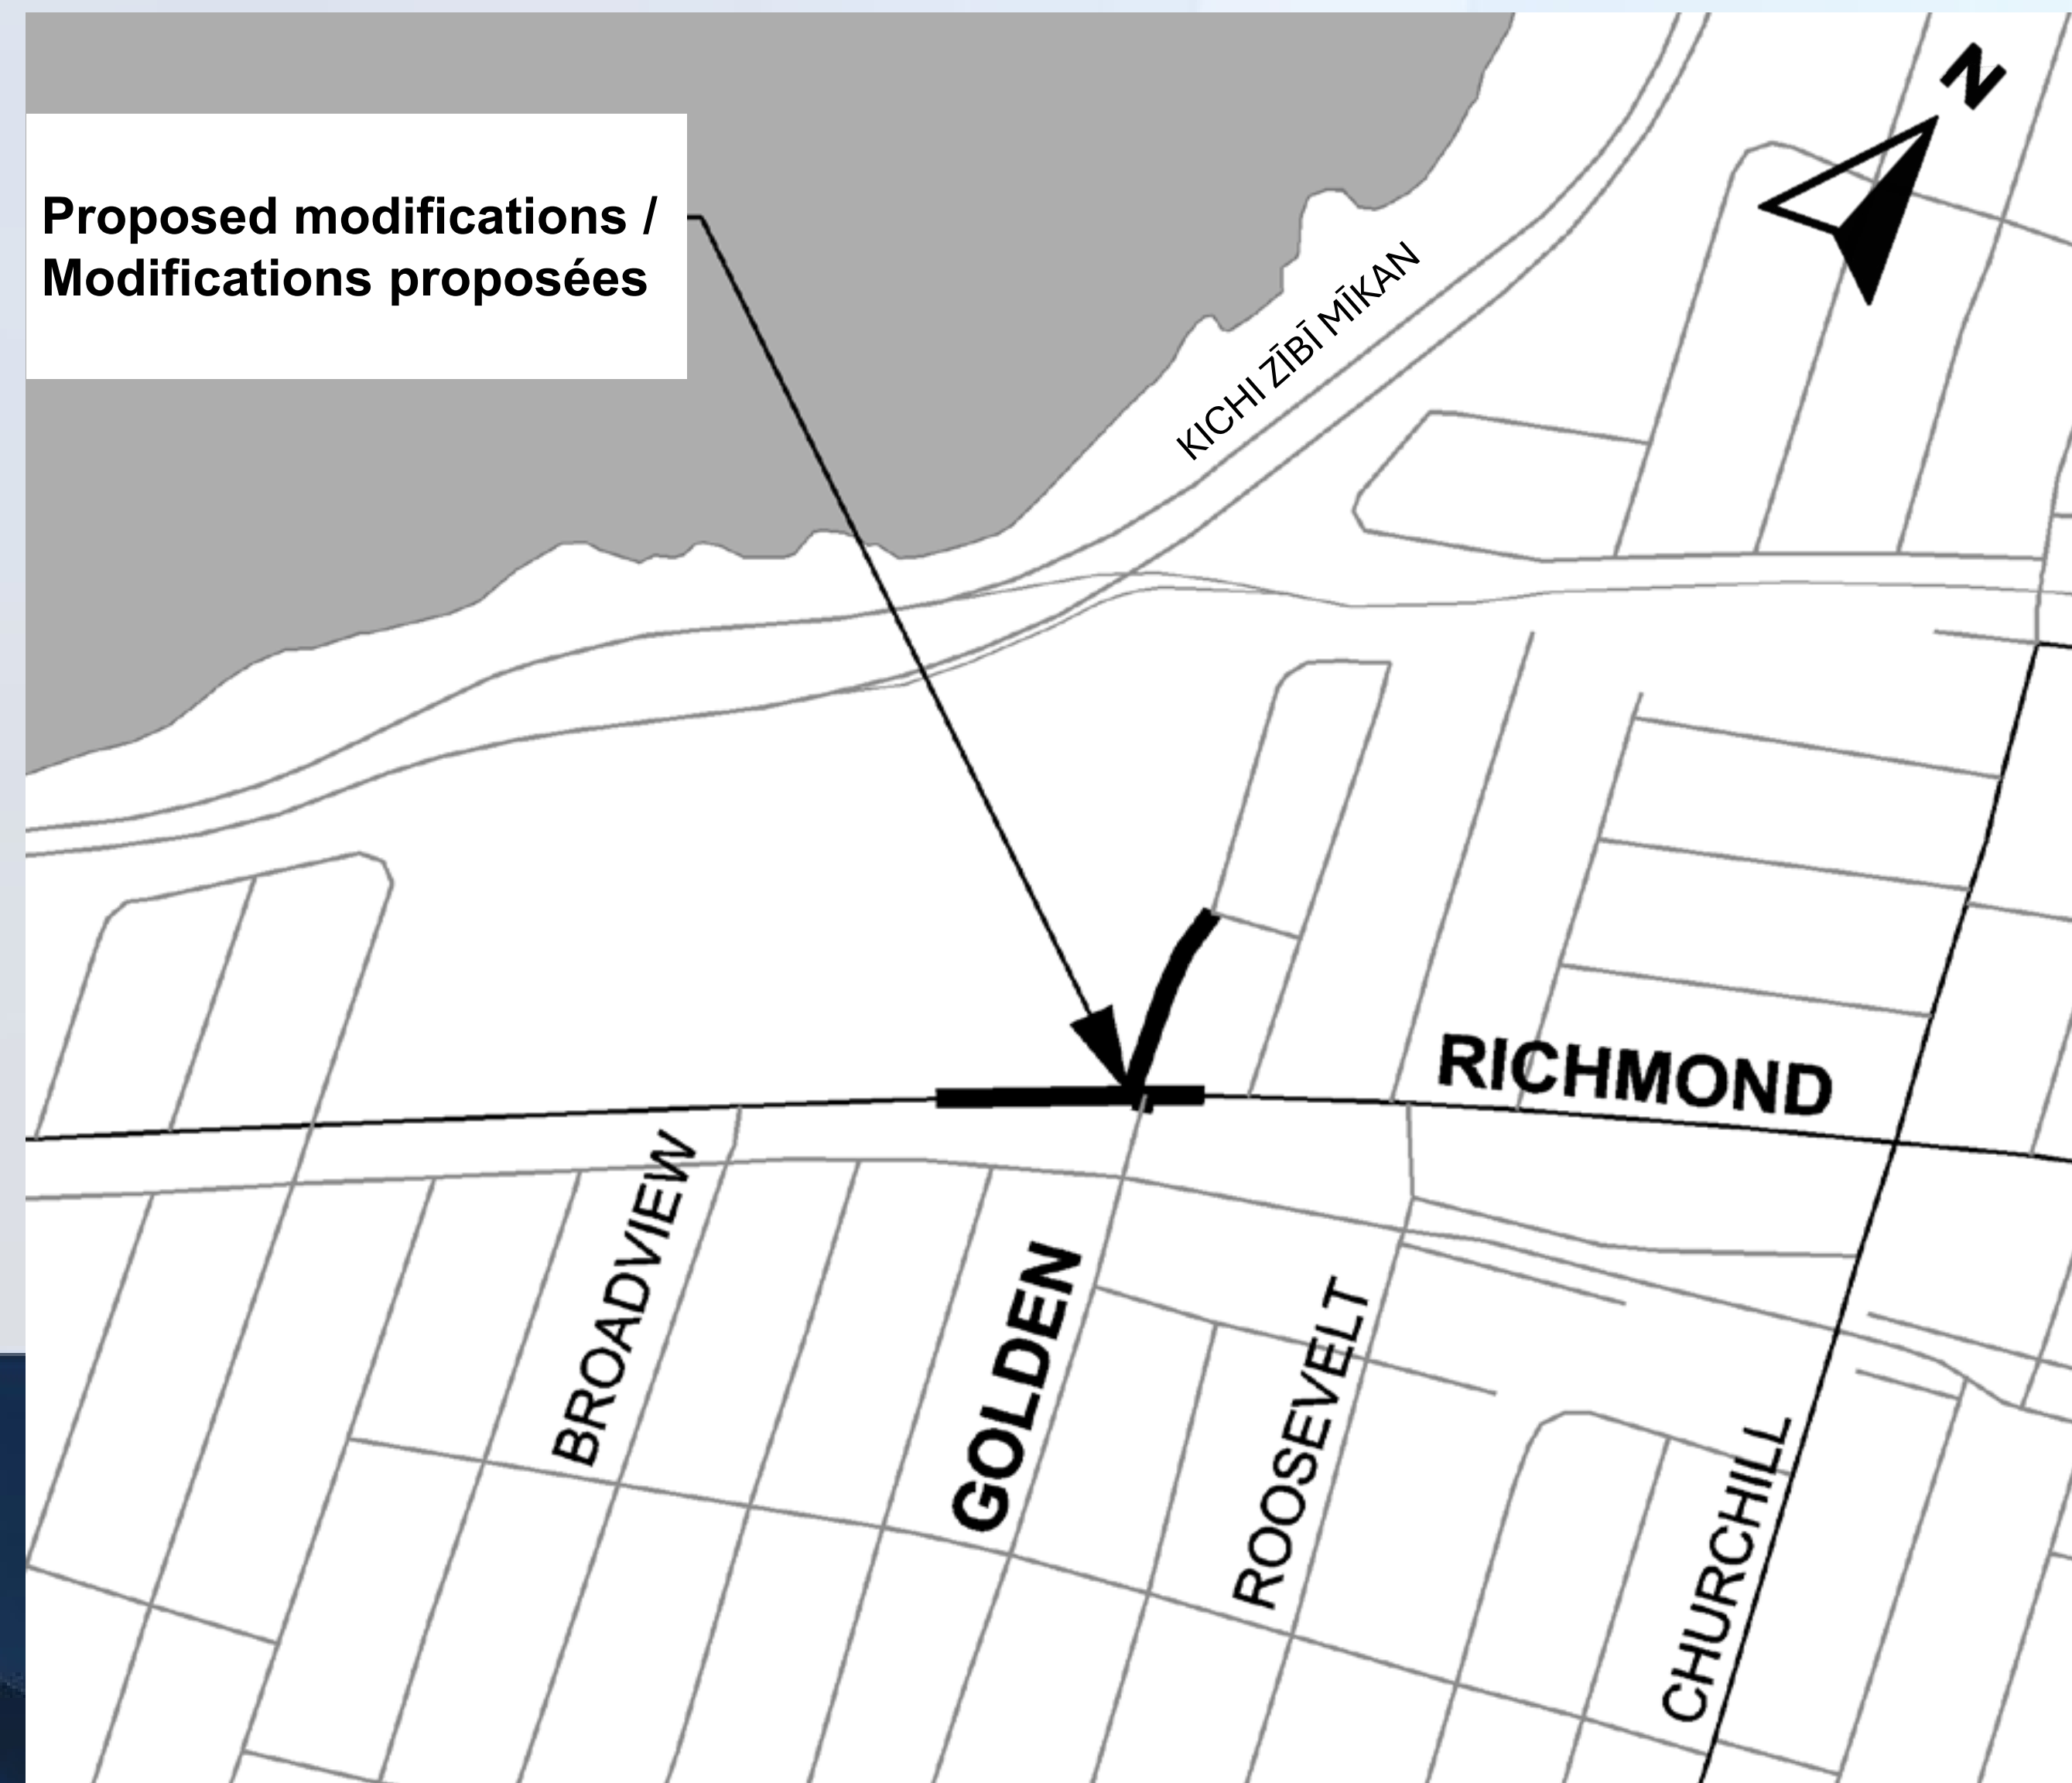 N
Proposed modifications /
Modifications proposées
KICHI ZĪBĪ MĪKAN
RICHMOND
BROADVIEW
GOLDEN
ROOSEVELT
CHURCHILL